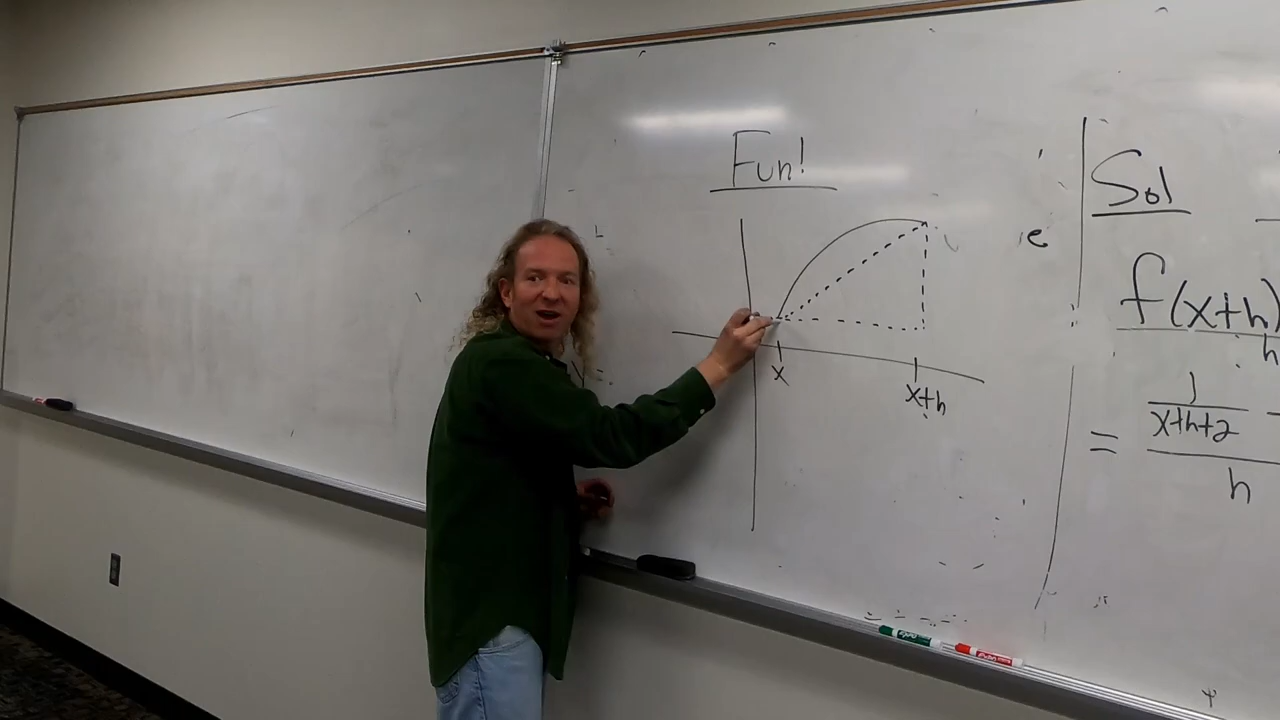 Fun!
x
x+h
e
Sol
f(x+h)
h
= 1
x+h+2
h